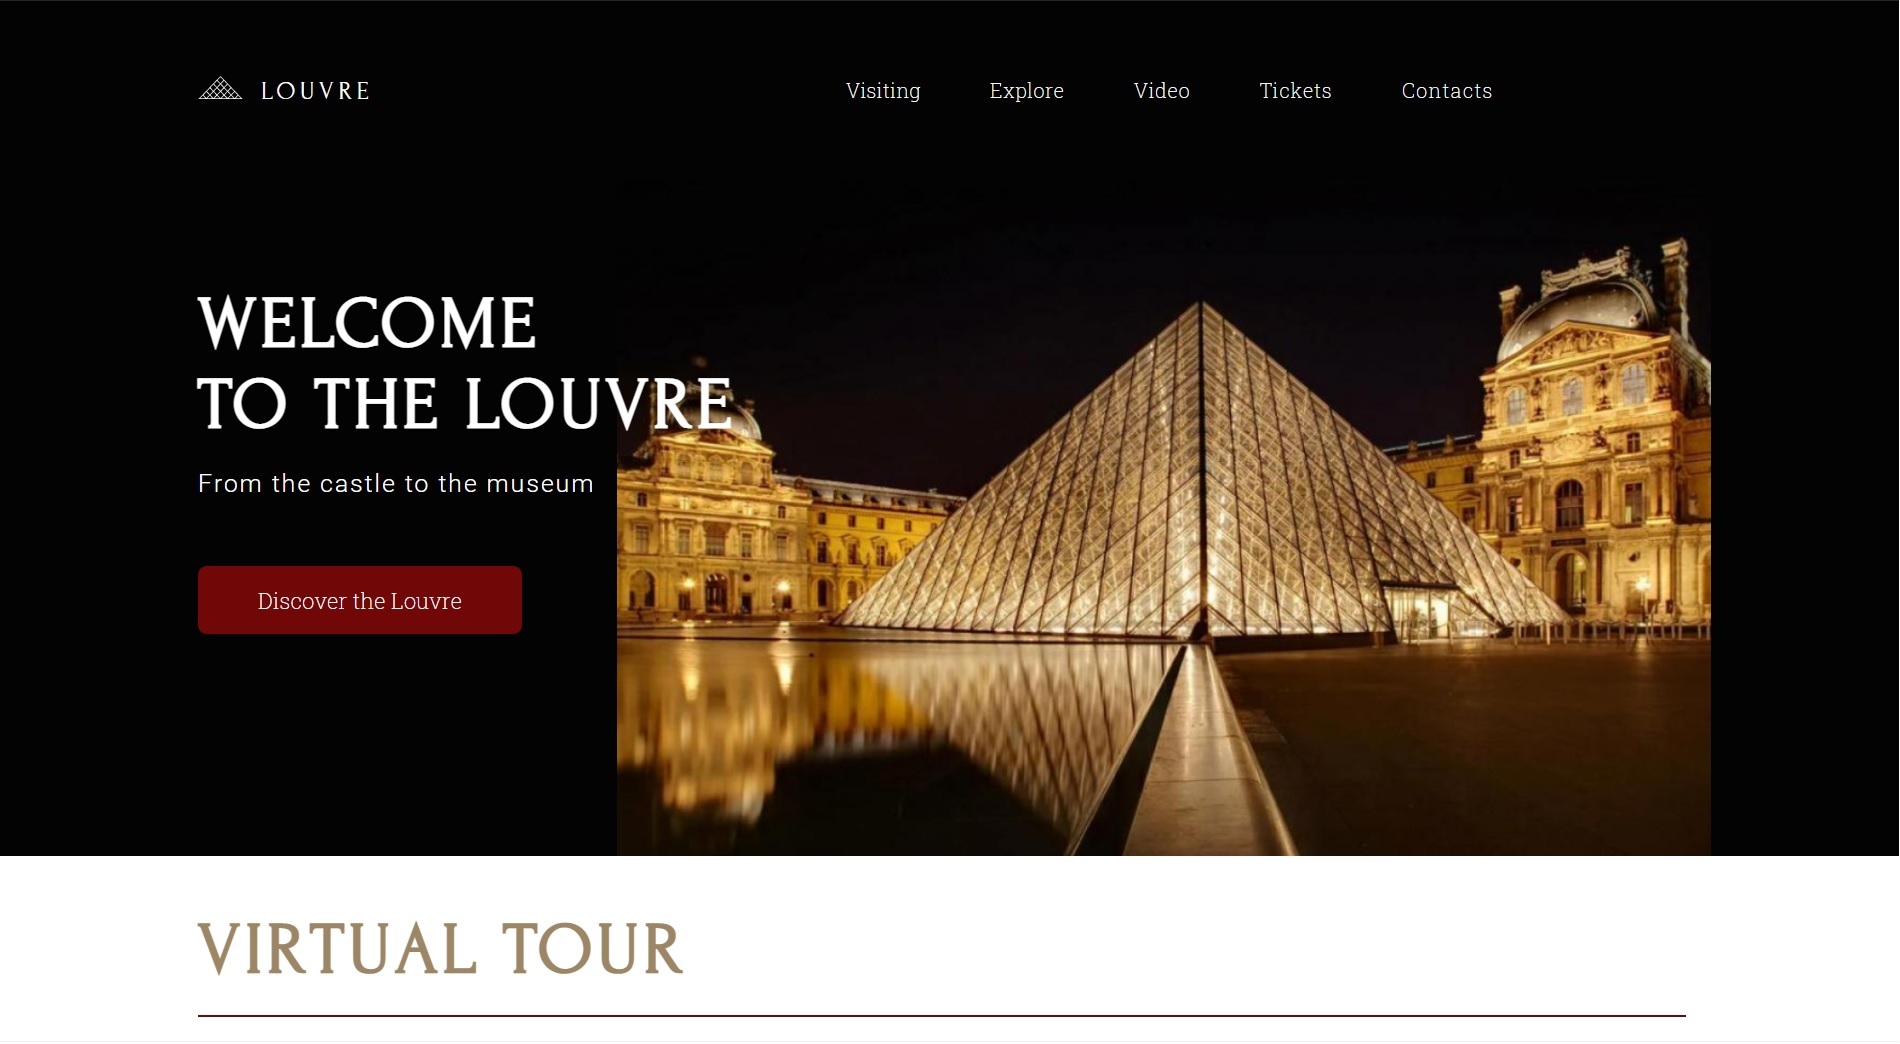 LOUVRE
Visiting Explore Video Tickets Contacts
WELCOME
TO THE LOUVRE
From the castle to the museum
Discover the Louvre
VIRTUAL TOUR